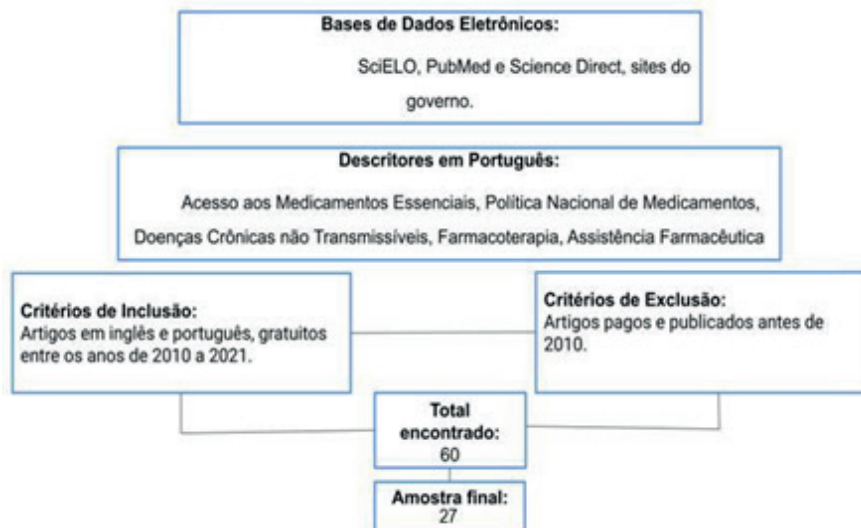 Bases de Dados Eletrônicos:
SciELO, PubMed e Science Direct, sites do
governo.
Descritores em Português:
Acesso aos Medicamentos Essenciais, Política Nacional de Medicamentos,
Doenças Crônicas não Transmissíveis, Farmacoterapia, Assistência Farmacêutica
Critérios de Inclusão:
Artigos em inglês e português, gratuitos
entre os anos de 2010 a 2021.
Critérios de Exclusão:
Artigos pagos e publicados antes de
2010.
Total
encontrado:
60
Amostra final:
27